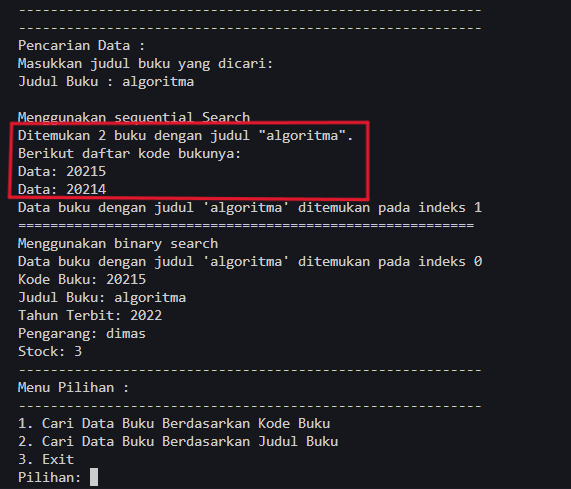 ----------------------------------------------------------
----------------------------------------------------------
Pencarian Data :
Masukkan judul buku yang dicari:
Judul Buku : algoritma
Menggunakan sequential Search
Ditemukan 2 buku dengan judul "algoritma".
Berikut daftar kode bukunya:
Data: 20215
Data: 20214
Data buku dengan judul 'algoritma' ditemukan pada indeks 1
=========================================================
Menggunakan binary search
Data buku dengan judul 'algoritma' ditemukan pada indeks 0
Kode Buku: 20215
Judul Buku: algoritma
Tahun Terbit: 2022
Pengarang: dimas
Stock: 3
----------------------------------------------------------
Menu Pilihan :
----------------------------------------------------------
1. Cari Data Buku Berdasarkan Kode Buku
2. Cari Data Buku Berdasarkan Judul Buku
3. Exit
Pilihan: